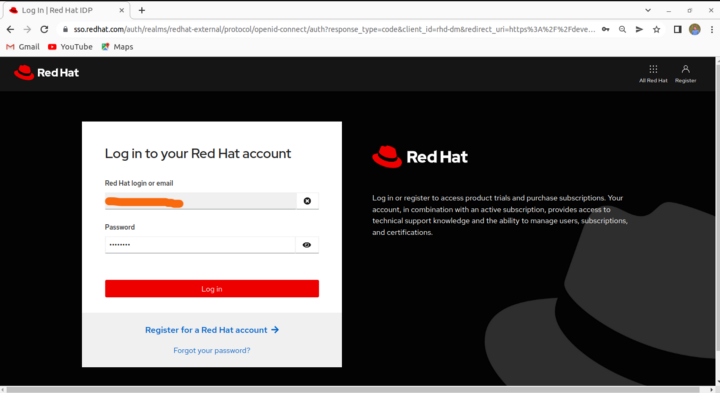 Log In | Red Hat IDP
sso.redhat.com/auth/realms/redhat-external/protocol/openid-connect/auth?response_type=code&client_id=rhd-dm&redirect_uri=https%3A%2F%2Fdeve...
Gmail YouTube Maps
Red Hat
All Red Hat Register
Log in to your Red Hat account
Red Hat login or email
Password
••••••••
Log in
Register for a Red Hat account
Forgot your password?
Red Hat
Log in or register to access product trials and purchase subscriptions. Your
account, in combination with an active subscription, provides access to
technical support knowledge and the ability to manage users, subscriptions,
and certifications.